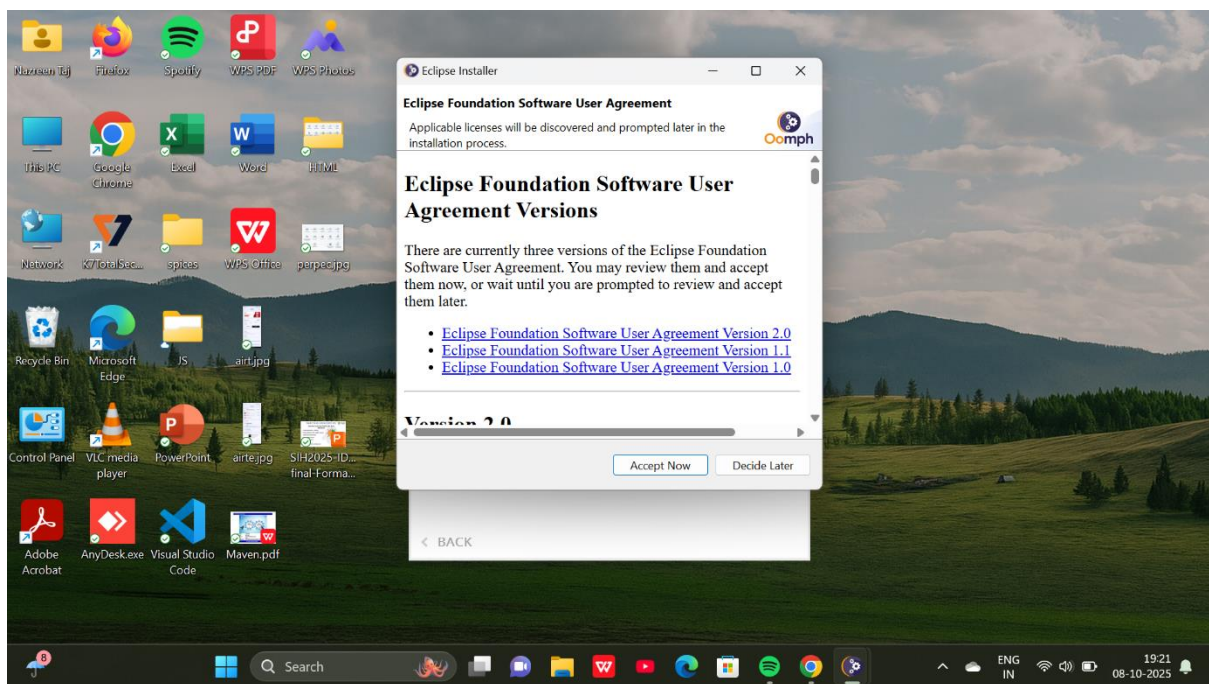 Nazreen Taj
Firefox
Spotify
WPS PDF
WPS Photos
This PC
Google
Chrome
Excel
Word
HTML
Network
K7TotalSec...
spices
WPS Office
perpec.jpg
Recycle Bin
Microsoft
Edge
JS
airt.jpg
Control Panel
VLC media
player
PowerPoint
airte.jpg
SIH2025-ID...
final-Forma...
Adobe
Acrobat
AnyDesk.exe
Visual Studio
Code
Maven.pdf
Eclipse Installer
Eclipse Foundation Software User Agreement
Applicable licenses will be discovered and prompted later in the
installation process.
Oomph
Eclipse Foundation Software User
Agreement Versions
There are currently three versions of the Eclipse Foundation
Software User Agreement. You may review them and accept
them now, or wait until you are prompted to review and accept
them later.
• Eclipse Foundation Software User Agreement Version 2.0
• Eclipse Foundation Software User Agreement Version 1.1
• Eclipse Foundation Software User Agreement Version 1.0
Version 2.0
Accept Now
Decide Later
< BACK
8
Search
ENG
IN
19:21
08-10-2025